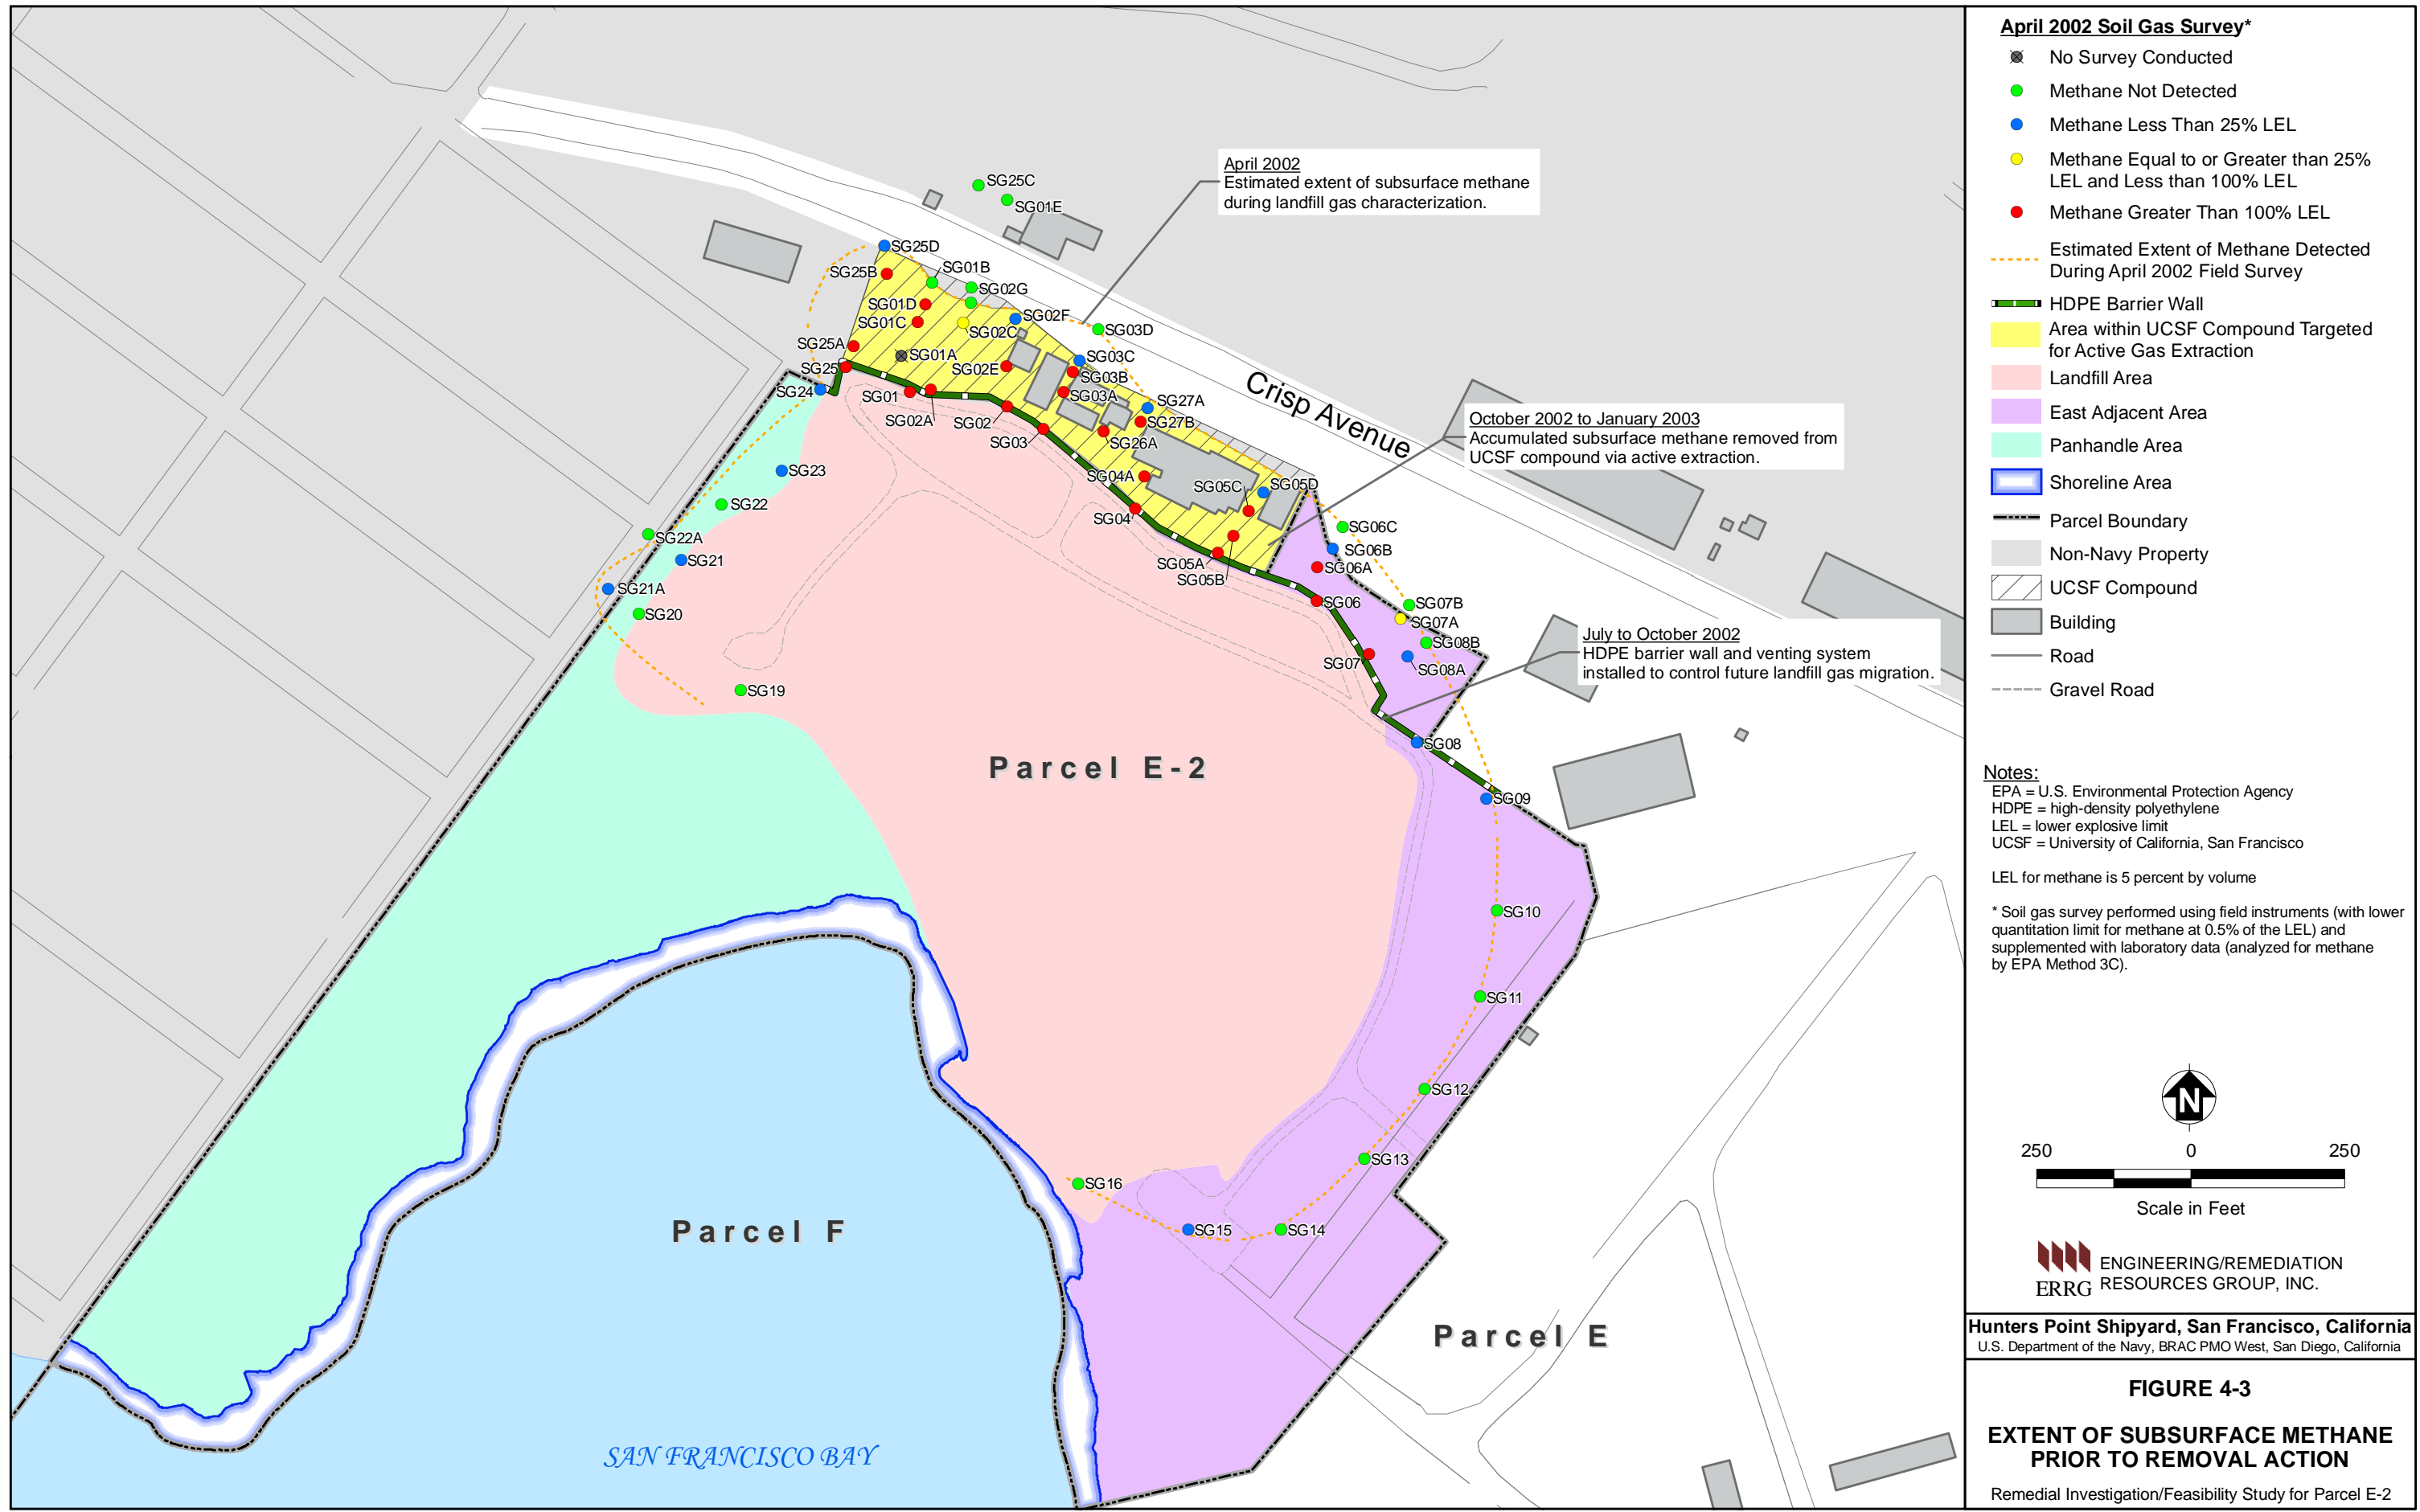 SG25C
SG01E
April 2002
Estimated extent of subsurface methane
during landfill gas characterization.
SG25D
SG25B
SG01B
SG02G
SG01D
SG01C
SG02C
SG02F
SG03D
SG25A
SG01A
SG03C
SG25
SG02E
SG03B
SG24
SG01
SG03A
SG27A
SG02A
SG02
SG27B
SG03
SG26A
Crisp Avenue
October 2002 to January 2003
Accumulated subsurface methane removed from
UCSF compound via active extraction.
SG23
SG04A
SG05C
SG05D
SG22
SG04
SG22A
SG06C
SG06B
SG21
SG05A
SG06A
SG05B
SG21A
SG06
SG07B
SG20
SG07A
SG08B
July to October 2002
HDPE barrier wall and venting system
installed to control future landfill gas migration.
SG07
SG08A
SG19
SG08
Parcel E-2
SG09
SG10
SG11
SG12
SG13
SG16
SG15
SG14
Parcel F
Parcel E
SAN FRANCISCO BAY
April 2002 Soil Gas Survey*
No Survey Conducted
Methane Not Detected
Methane Less Than 25% LEL
Methane Equal to or Greater than 25%
LEL and Less than 100% LEL
Methane Greater Than 100% LEL
Estimated Extent of Methane Detected
During April 2002 Field Survey
HDPE Barrier Wall
Area within UCSF Compound Targeted
for Active Gas Extraction
Landfill Area
East Adjacent Area
Panhandle Area
Shoreline Area
Parcel Boundary
Non-Navy Property
UCSF Compound
Building
Road
Gravel Road
Notes:
EPA = U.S. Environmental Protection Agency
HDPE = high-density polyethylene
LEL = lower explosive limit
UCSF = University of California, San Francisco
LEL for methane is 5 percent by volume
* Soil gas survey performed using field instruments (with lower
quantitation limit for methane at 0.5% of the LEL) and
supplemented with laboratory data (analyzed for methane
by EPA Method 3C).
N
250 0 250
Scale in Feet
ERRG
ENGINEERING/REMEDIATION
RESOURCES GROUP, INC.
Hunters Point Shipyard, San Francisco, California
U.S. Department of the Navy, BRAC PMO West, San Diego, California
FIGURE 4-3
EXTENT OF SUBSURFACE METHANE
PRIOR TO REMOVAL ACTION
Remedial Investigation/Feasibility Study for Parcel E-2